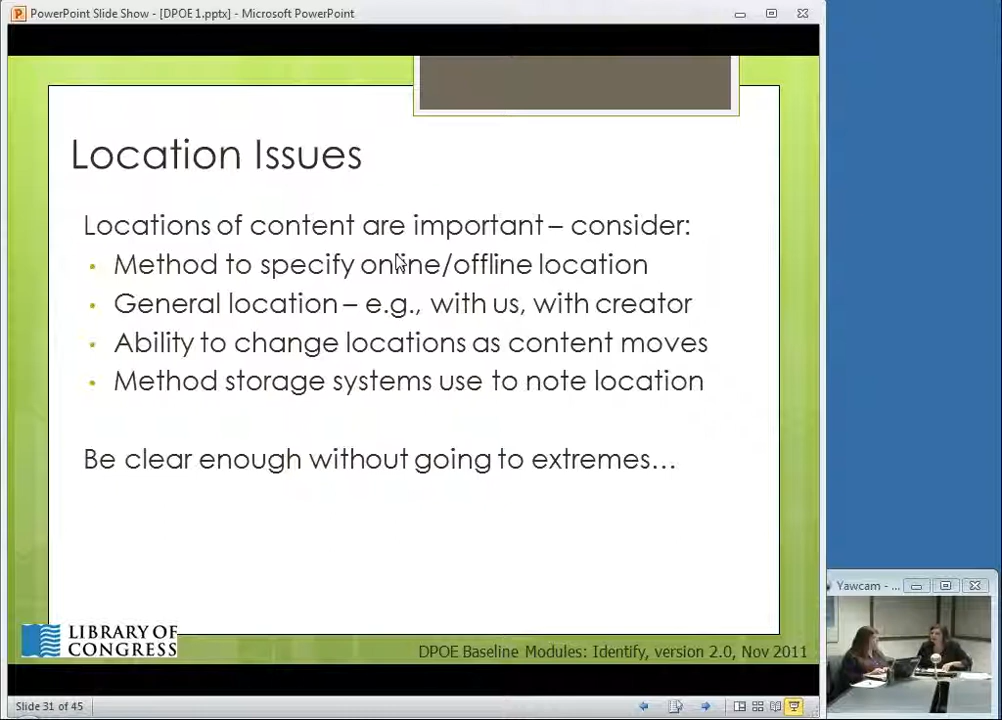 PowerPoint Slide Show - [DPOE 1.pptx] - Microsoft PowerPoint
Location Issues
Locations of content are important – consider:
• Method to specify online/offline location
• General location – e.g., with us, with creator
• Ability to change locations as content moves
• Method storage systems use to note location
Be clear enough without going to extremes…
LIBRARY OF
CONGRESS
DPOE Baseline Modules: Identify, version 2.0, Nov 2011
Slide 31 of 45
Yawcam - ...